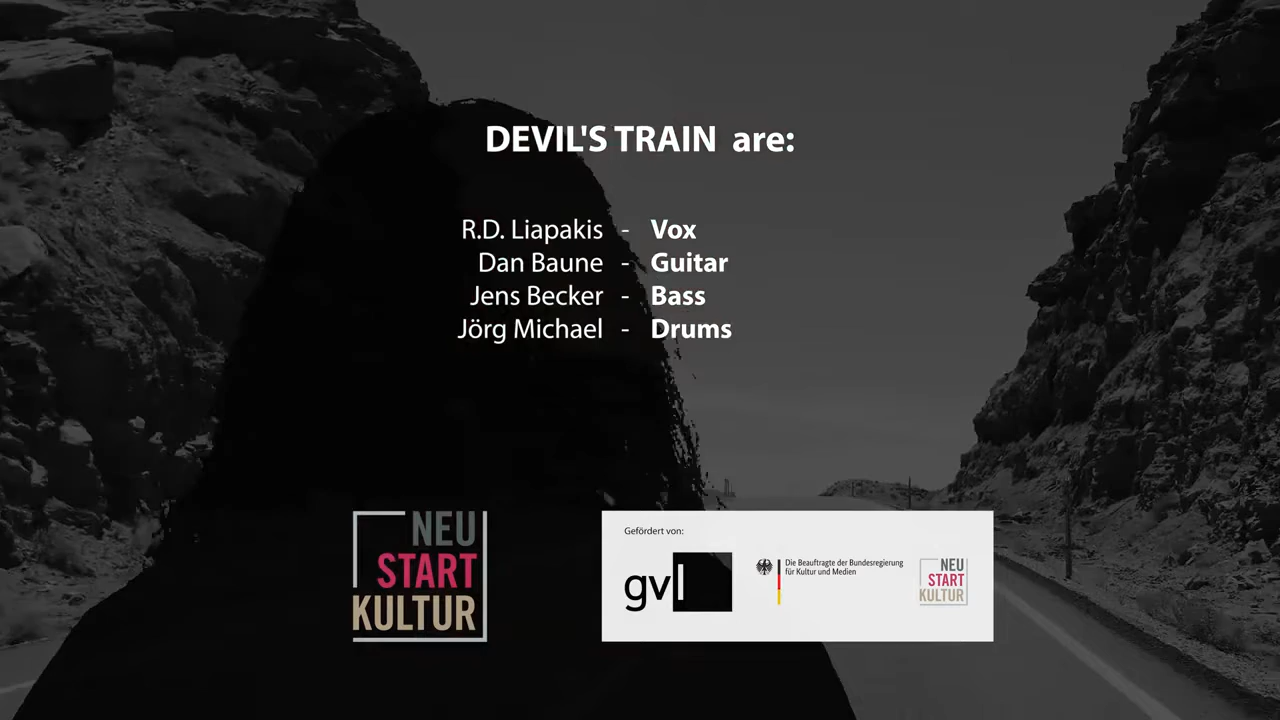 DEVIL'S TRAIN are:
R.D. Liapakis - Vox
Dan Baune - Guitar
Jens Becker - Bass
Jörg Michael - Drums
NEU
START
KULTUR
Gefördert von:
gvl
Die Beauftragte der Bundesregierung
für Kultur und Medien
NEU
START
KULTUR